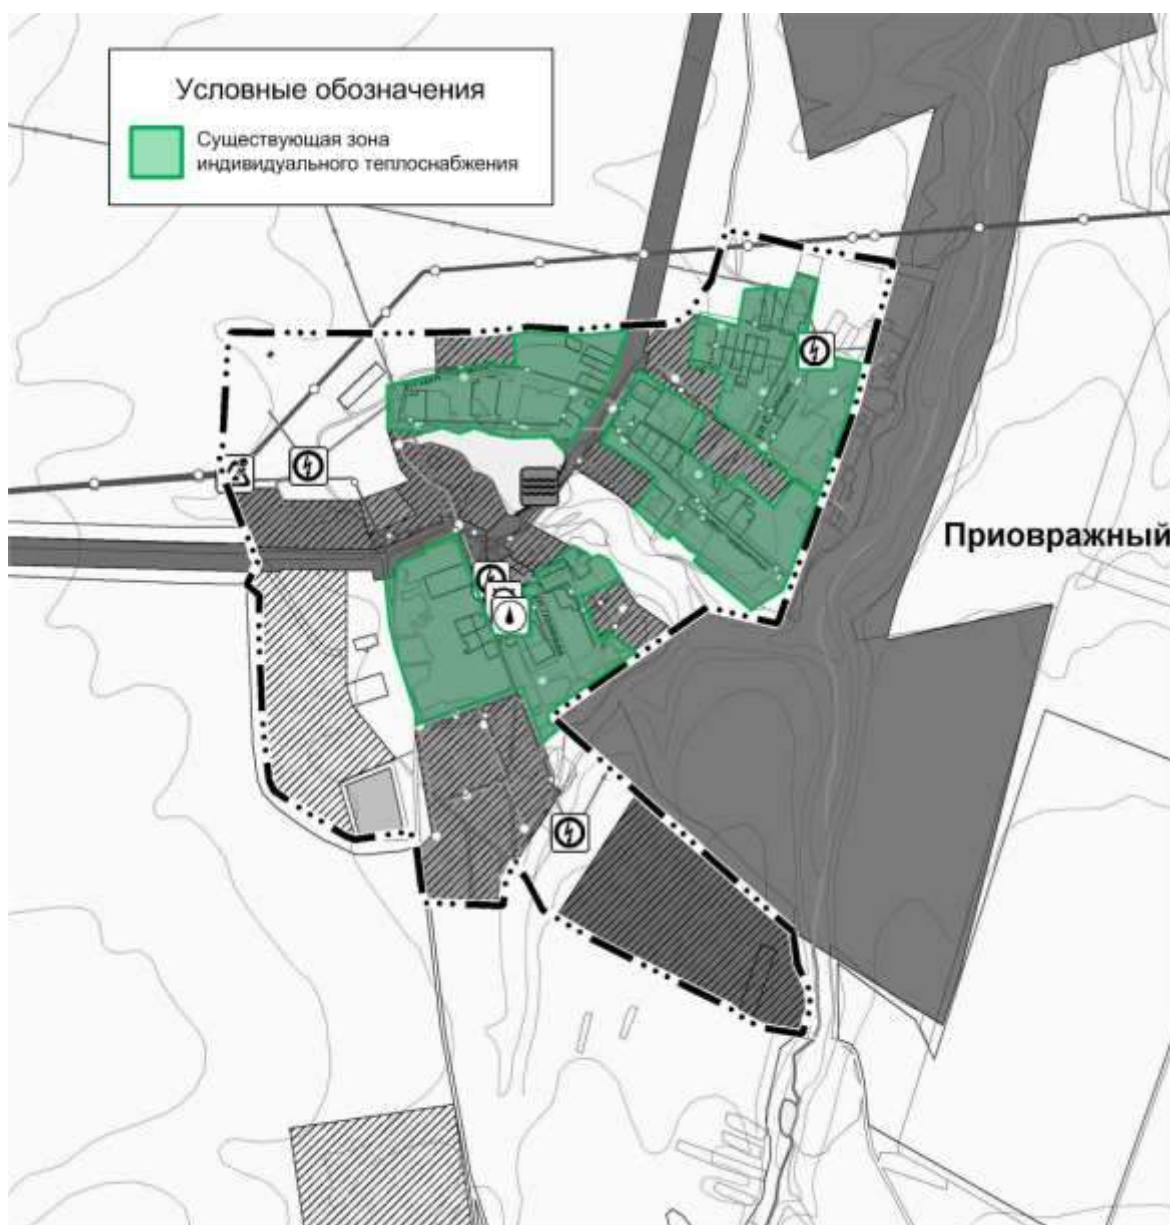 Условные обозначения
Существующая зона
индивидуального теплоснабжения
Приовражный